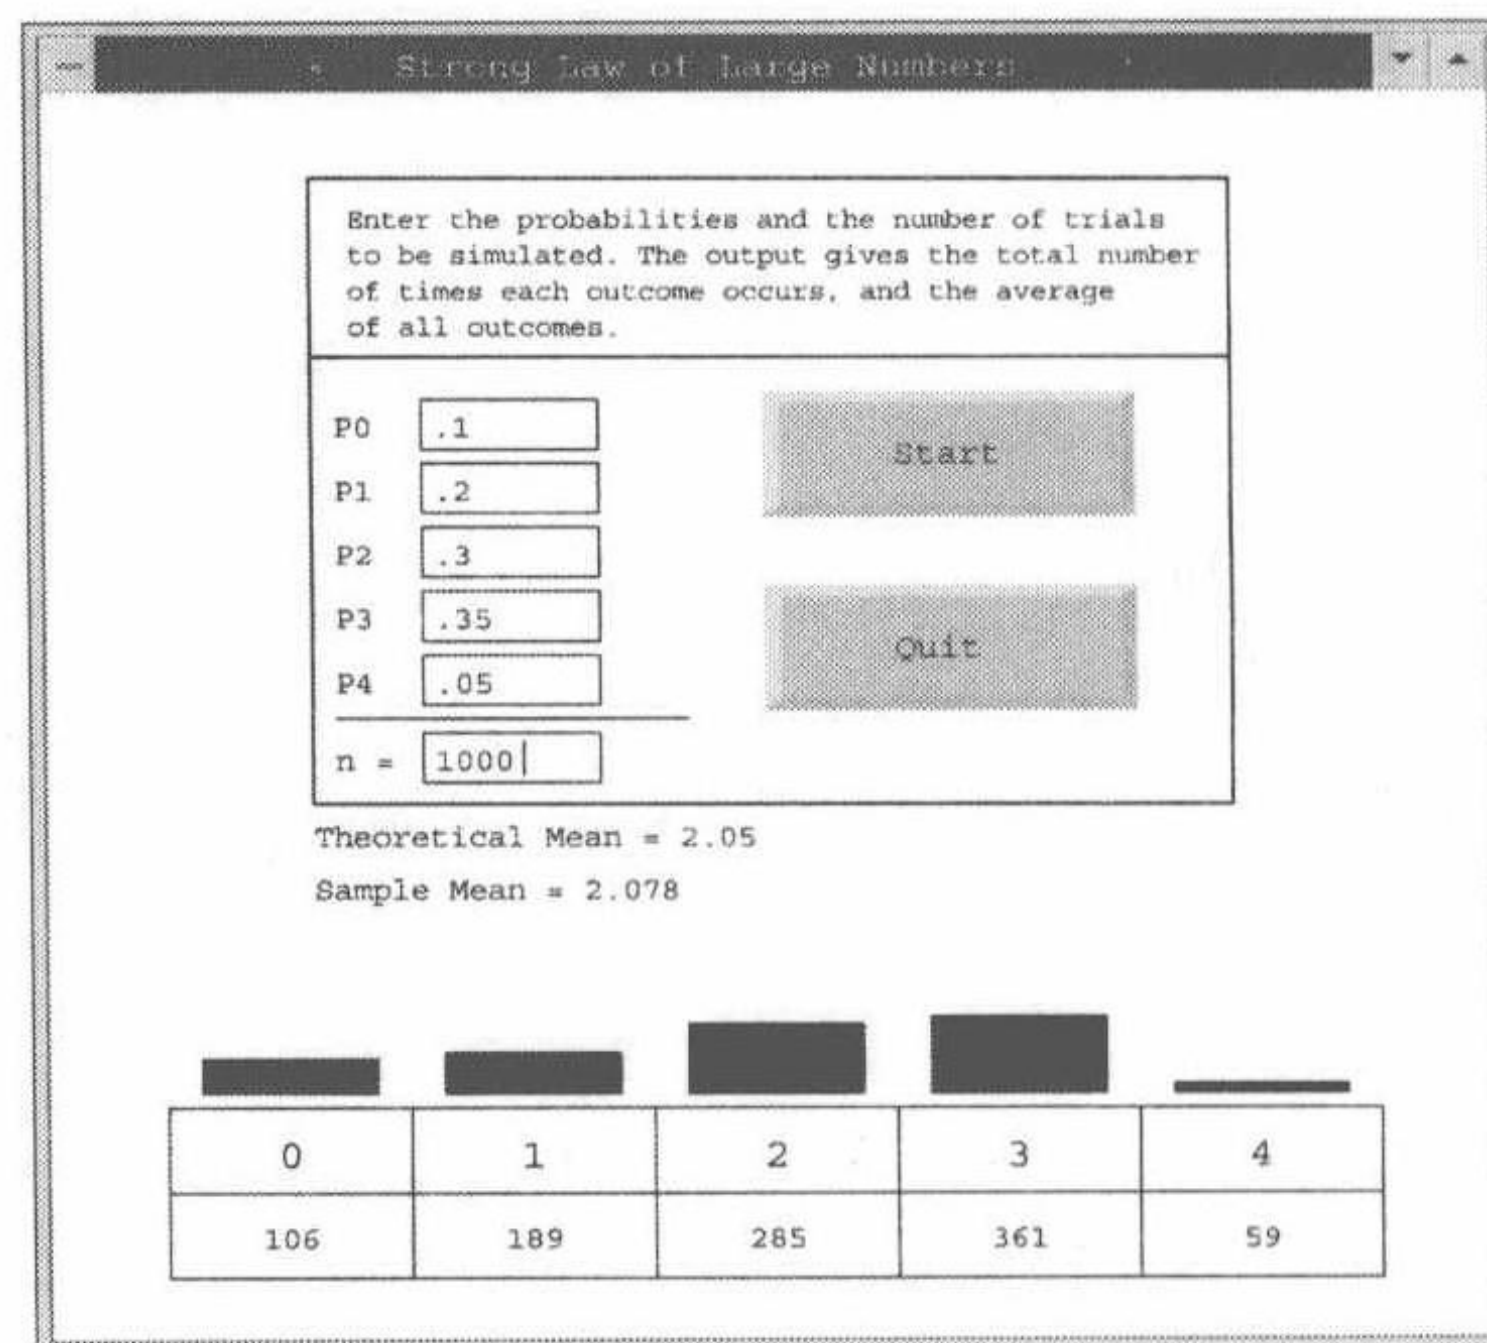 Strong Law of Large Numbers
Enter the probabilities and the number of trials
to be simulated. The output gives the total number
of times each outcome occurs, and the average
of all outcomes.
P0 .1
Start
P1 .2
P2 .3
P3 .35
Quit
P4 .05
n = 1000
Theoretical Mean = 2.05
Sample Mean = 2.078
0 1 2 3 4
106 189 285 361 59